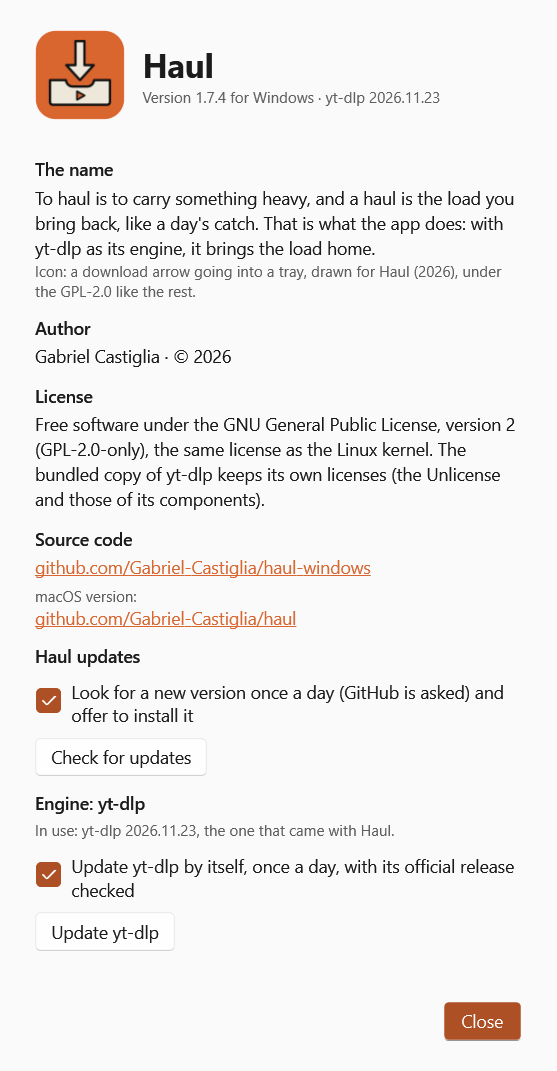 Haul
Version 1.7.4 for Windows · yt-dlp 2026.11.23
The name
To haul is to carry something heavy, and a haul is the load you
bring back, like a day's catch. That is what the app does: with
yt-dlp as its engine, it brings the load home.
Icon: a download arrow going into a tray, drawn for Haul (2026), under
the GPL-2.0 like the rest.
Author
Gabriel Castiglia · © 2026
License
Free software under the GNU General Public License, version 2
(GPL-2.0-only), the same license as the Linux kernel. The
bundled copy of yt-dlp keeps its own licenses (the Unlicense
and those of its components).
Source code
github.com/Gabriel-Castiglia/haul-windows
macOS version:
github.com/Gabriel-Castiglia/haul
Haul updates
Look for a new version once a day (GitHub is asked) and
offer to install it
Check for updates
Engine: yt-dlp
In use: yt-dlp 2026.11.23, the one that came with Haul.
Update yt-dlp by itself, once a day, with its official release
checked
Update yt-dlp
Close